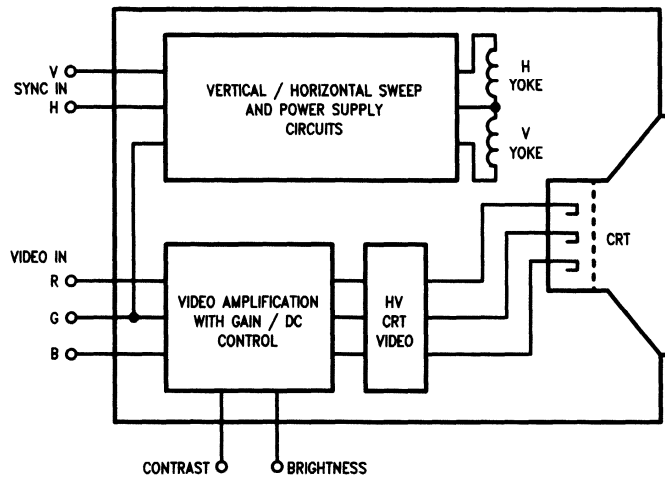 V
SYNC IN
H
VERTICAL / HORIZONTAL SWEEP
AND POWER SUPPLY
CIRCUITS
H
YOKE
V
YOKE
CRT
VIDEO IN
R
G
B
VIDEO AMPLIFICATION
WITH GAIN / DC
CONTROL
HV
CRT
VIDEO
CONTRAST
BRIGHTNESS